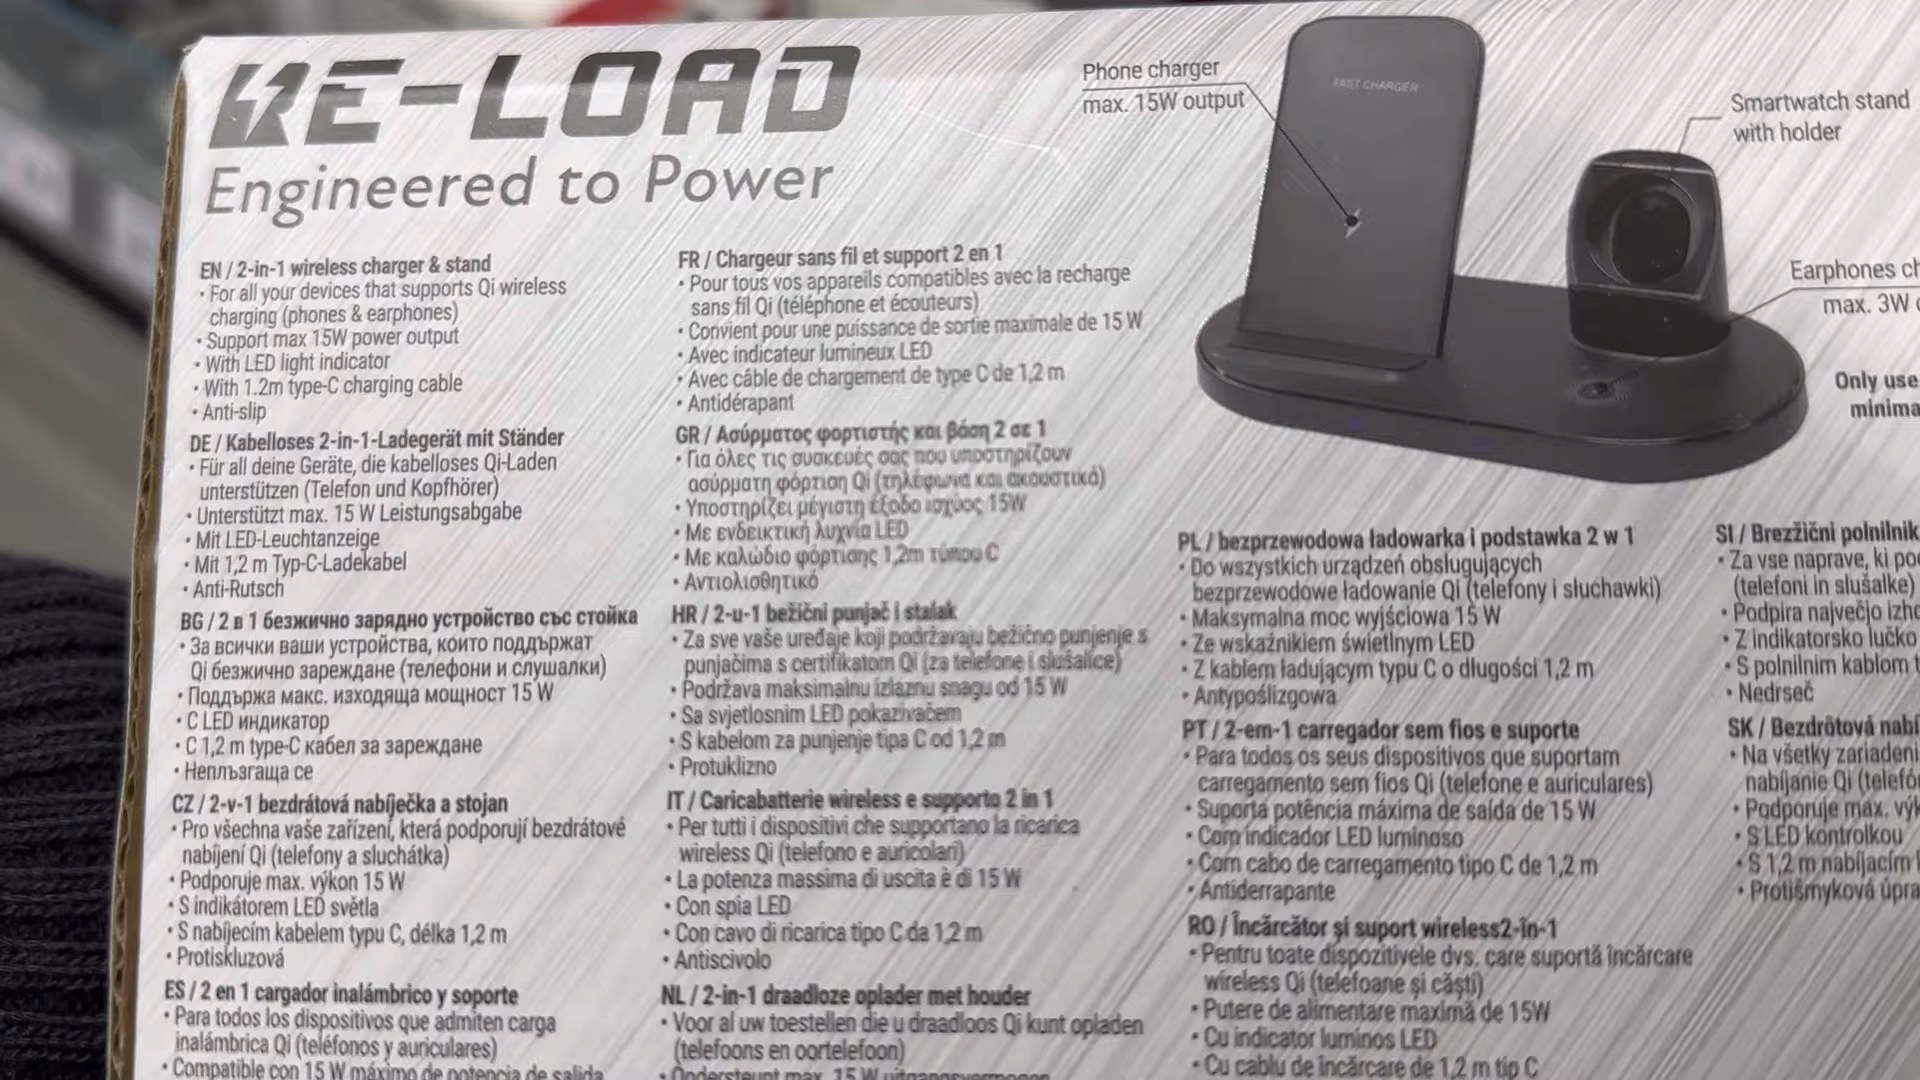 RE-LOAD
Engineered to Power
EN / 2-in-1 wireless charger & stand
• For all your devices that supports Qi wireless
charging (phones & earphones)
• Support max 15W power output
• With LED light indicator
• With 1.2m type-C charging cable
• Anti-slip
DE / Kabelloses 2-in-1-Ladegerät mit Ständer
• Für all deine Geräte, die kabelloses Qi-Laden
unterstützen (Telefon und Kopfhörer)
• Unterstützt max. 15 W Leistungsabgabe
• Mit LED-Leuchtanzeige
• Mit 1,2 m Typ-C-Ladekabel
• Anti-Rutsch
BG / 2 в 1 безжично зарядно устройство със стойка
• За всички ваши устройства, които поддържат
Qi безжично зареждане (телефони и слушалки)
• Поддържа макс. изходяща мощност 15 W
• С LED индикатор
• С 1,2 m type-C кабел за зареждане
• Неплъзгаща се
CZ / 2-v-1 bezdrátová nabíječka a stojan
• Pro všechna vaše zařízení, která podporují bezdrátové
nabíjení Qi (telefony a sluchátka)
• Podporuje max. výkon 15 W
• S indikátorem LED světla
• S nabíjecím kabelem typu C, délka 1,2 m
• Protiskluzová
ES / 2 en 1 cargador inalámbrico y soporte
• Para todos los dispositivos que admiten carga
inalámbrica Qi (teléfonos y auriculares)
• Compatible con 15 W máximo de potencia de salida
FR / Chargeur sans fil et support 2 en 1
• Pour tous vos appareils compatibles avec la recharge
sans fil Qi (téléphone et écouteurs)
• Convient pour une puissance de sortie maximale de 15 W
• Avec indicateur lumineux LED
• Avec câble de chargement de type C de 1,2 m
• Antidérapant
GR / Ασύρματος φορτιστής και βάση 2 σε 1
• Για όλες τις συσκευές σας που υποστηρίζουν
ασύρματη φόρτιση Qi (τηλέφωνα και ακουστικά)
• Υποστηρίζει μέγιστη έξοδο ισχύος 15W
• Με ενδεικτική λυχνία LED
• Με καλώδιο φόρτισης 1,2m τύπου C
• Αντιολισθητικό
HR / 2-u-1 bežični punjač i stalak
• Za sve vaše uređaje koji podržavaju bežično punjenje s
punjačima s certifikatom Qi (za telefone i slušalice)
• Podržava maksimalnu izlaznu snagu od 15 W
• Sa svjetlosnim LED pokazivačem
• S kabelom za punjenje tipa C od 1,2 m
• Protuklizno
IT / Caricabatterie wireless e supporto 2 in 1
• Per tutti i dispositivi che supportano la ricarica
wireless Qi (telefono e auricolari)
• La potenza massima di uscita è di 15 W
• Con spia LED
• Con cavo di ricarica tipo C da 1,2 m
• Antiscivolo
NL / 2-in-1 draadloze oplader met houder
• Voor al uw toestellen die u draadloos Qi kunt opladen
(telefoons en oortelefoon)
• Ondersteunt max. 15 W uitgangsvermogen
Phone charger
max. 15W output
FAST CHARGER
Smartwatch stand
with holder
Earphones ch
max. 3W
Only use
minima
PL / bezprzewodowa ładowarka i podstawka 2 w 1
• Do wszystkich urządzeń obsługujących
bezprzewodowe ładowanie Qi (telefony i słuchawki)
• Maksymalna moc wyjściowa 15 W
• Ze wskaźnikiem świetlnym LED
• Z kablem ładującym typu C o długości 1,2 m
• Antypoślizgowa
PT / 2-em-1 carregador sem fios e suporte
• Para todos os seus dispositivos que suportam
carregamento sem fios Qi (telefone e auriculares)
• Suporta potência máxima de saída de 15 W
• Com indicador LED luminoso
• Com cabo de carregamento tipo C de 1,2 m
• Antiderrapante
RO / Încărcător și suport wireless2-în-1
• Pentru toate dispozitivele dvs. care suportă încărcare
wireless Qi (telefoane și căști)
• Putere de alimentare maximă de 15W
• Cu indicator luminos LED
• Cu cablu de încărcare de 1,2 m tip C
SI / Brezžični polnilnik
• Za vse naprave, ki po
(telefoni in slušalke)
• Podpira največjo izho
• Z indikatorsko lučko
• S polnilnim kablom t
• Nedrseč
SK / Bezdrôtová nabí
• Na všetky zariadeni
nabíjanie Qi (telefó
• Podporuje max. vý
• S LED kontrolkou
• S 1,2 m nabíjacím
• Protišmyková úpra